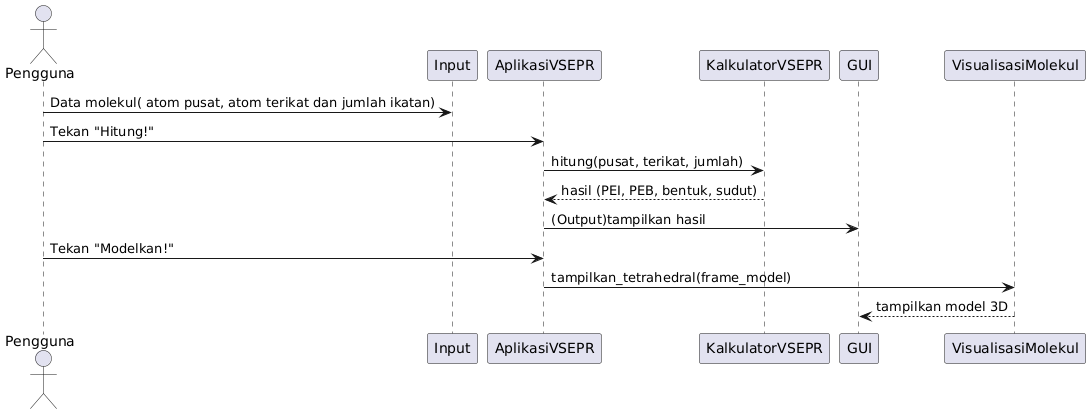 Pengguna
Input
AplikasiVSEPR
KalkulatorVSEPR
GUI
VisualisasiMolekul
Data molekul( atom pusat, atom terikat dan jumlah ikatan)
Tekan "Hitung!"
hitung(pusat, terikat, jumlah)
hasil (PEI, PEB, bentuk, sudut)
(Output)tampilkan hasil
Tekan "Modelkan!"
tampilkan_tetrahedral(frame_model)
tampilkan model 3D
Pengguna
Input
AplikasiVSEPR
KalkulatorVSEPR
GUI
VisualisasiMolekul